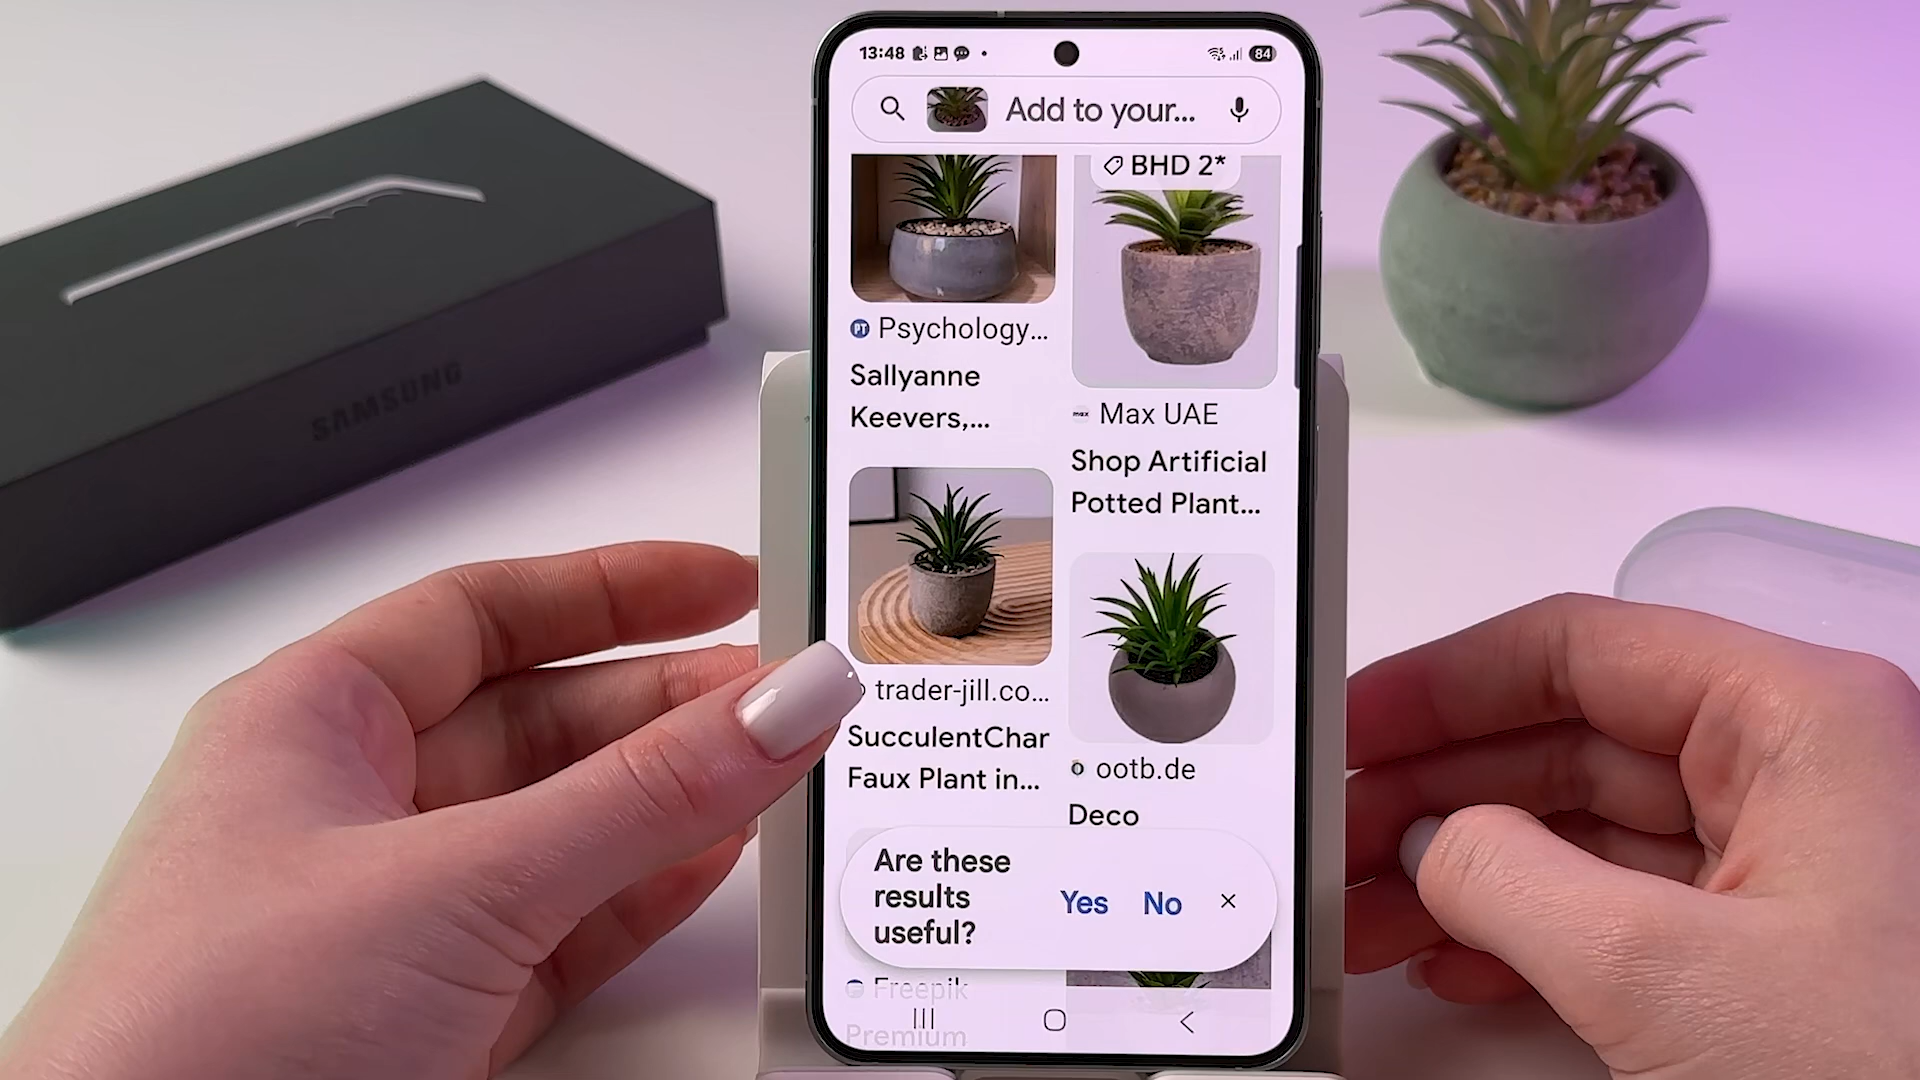 SAMSUNG
13:48
84
Add to your...
BHD 2*
Psychology...
Sallyanne
Keevers,...
Max UAE
Shop Artificial
Potted Plant...
trader-jill.co...
SucculentChar
Faux Plant in...
ootb.de
Deco
Are these
results
useful?
Yes No
Freepik
Premium